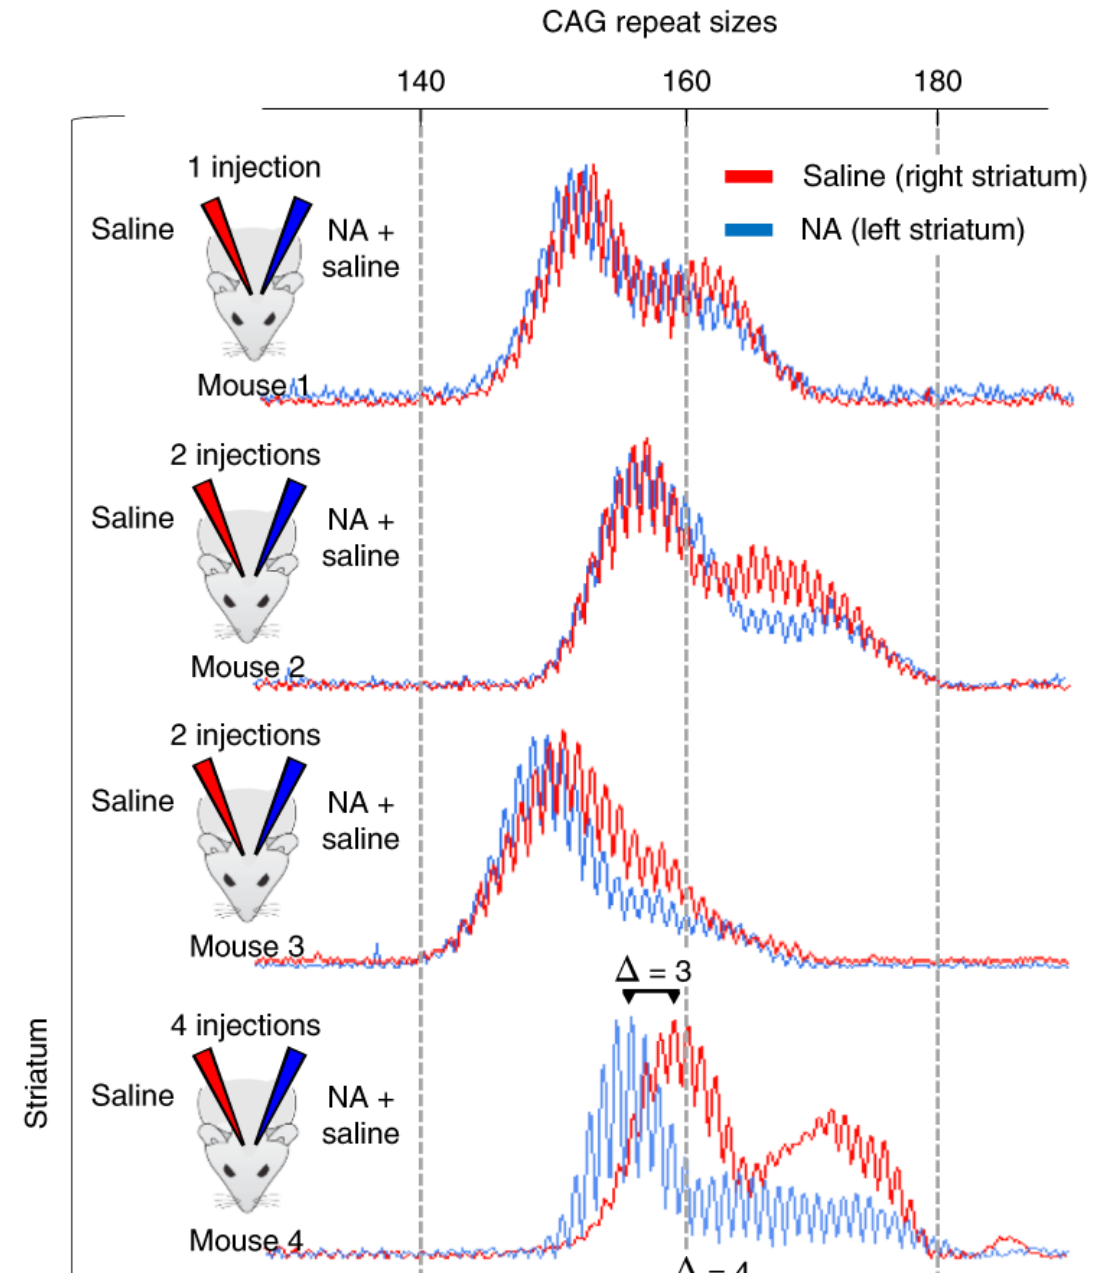 CAG repeat sizes
140 160 180
1 injection
Saline
NA +
saline
Mouse 1
Saline (right striatum)
NA (left striatum)
2 injections
Saline
NA +
saline
Mouse 2
2 injections
Saline
NA +
saline
Mouse 3
Δ = 3
4 injections
Saline
NA +
saline
Mouse 4
Striatum
Δ = 4